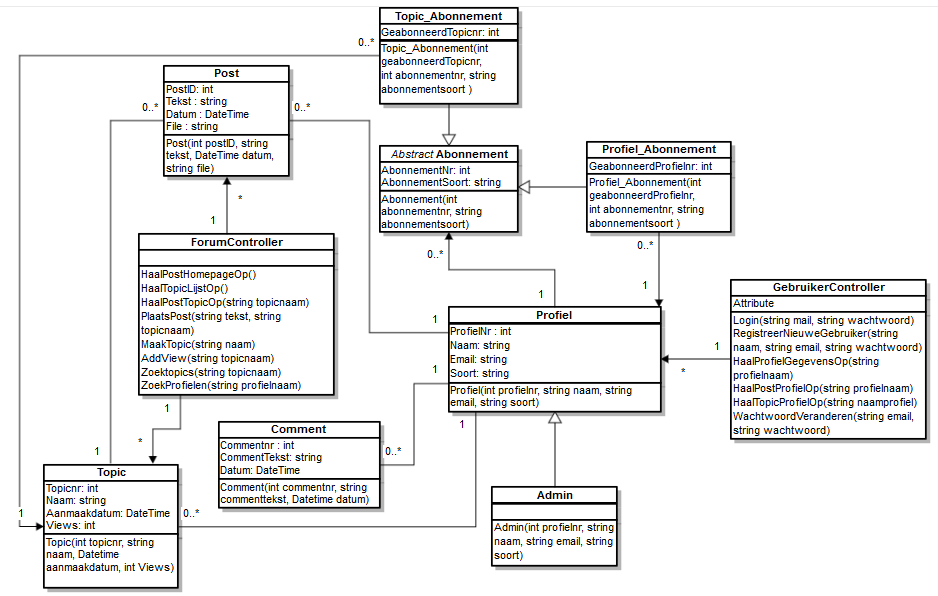 Topic_Abonnement
GeabonneerdTopicnr: int
Topic_Abonnement(int
geabonneerdTopicnr,
int abonnementnr, string
abonnementsoort )
0..*
Post
PostID: int
Tekst : string
Datum : DateTime
File : string
Post(int postID, string
tekst, DateTime datum,
string file)
0..*
0..*
Abstract Abonnement
AbonnementNr: int
AbonnementSoort: string
Abonnement(int
abonnementnr, string
abonnementsoort)
Profiel_Abonnement
GeabonneerdProfielnr: int
Profiel_Abonnement(int
geabonneerdProfielnr,
int abonnementnr, string
abonnementsoort )
*
1
0..*
0..*
1
1
ForumController
HaalPostHomepageOp()
HaalTopicLijstOp()
HaalPostTopicOp(string topicnaam)
PlaatsPost(string tekst, string
topicnaam)
MaakTopic(string naam)
AddView(string topicnaam)
Zoektopics(string topicnaam)
ZoekProfielen(string profielnaam)
GebruikerController
Attribute
Login(string mail, string wachtwoord)
RegistreerNieuweGebruiker(string
naam, string email, string wachtwoord)
HaalProfielGegevensOp(string
profielnaam)
HaalPostProfielOp(string profielnaam)
HaalTopicProfielOp(string naamprofiel)
WachtwoordVeranderen(string email,
string wachtwoord)
1
*
Profiel
ProfielNr : int
Naam: string
Email: string
Soort: string
Profiel(int profielnr, string naam, string
email, string soort)
1
1
1
1
*
1
Comment
Commentnr : int
CommentTekst: string
Datum: DateTime
Comment(int commentnr, string
commenttekst, Datetime datum)
0..*
Topic
Topicnr: int
Naam: string
Aanmaakdatum: DateTime
Views: int
Topic(int topicnr, string
naam, Datetime
aanmaakdatum, int Views)
1
0..*
Admin
Admin(int profielnr, string
naam, string email, string
soort)